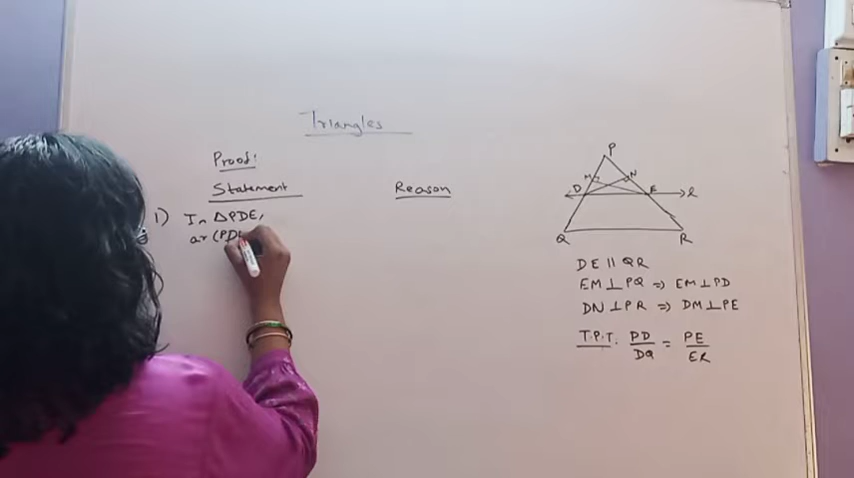 Triangles
Proof:
Statement
Reason
1) In △PDE,
ar (PDE
P
M
N
D
E
l
Q
R
DE || QR
EM ⊥ PQ => EM ⊥ PD
DN ⊥ PR => DM ⊥ PE
T.P.T. PD/DQ = PE/ER